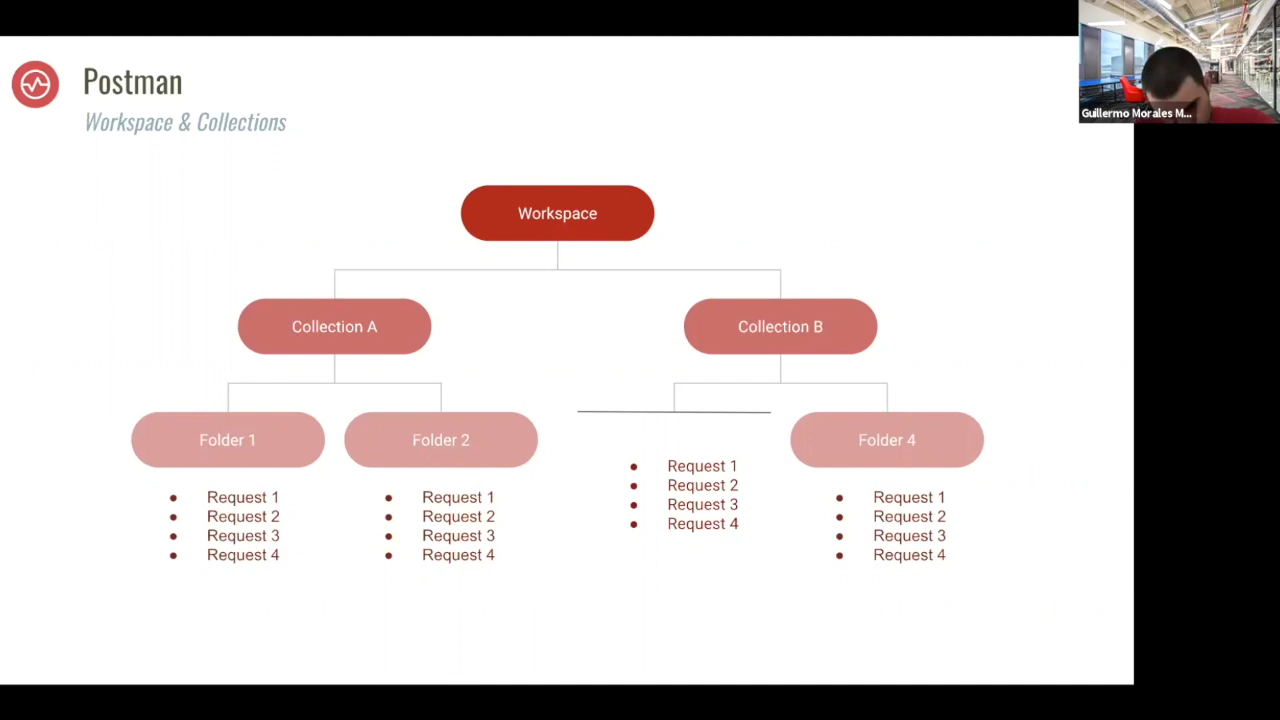 Postman
Workspace & Collections
Guillermo Morales M...
Workspace
Collection A
Collection B
Folder 1
Folder 2
Folder 4
Request 1
Request 2
Request 3
Request 4
Request 1
Request 2
Request 3
Request 4
Request 1
Request 2
Request 3
Request 4
Request 1
Request 2
Request 3
Request 4